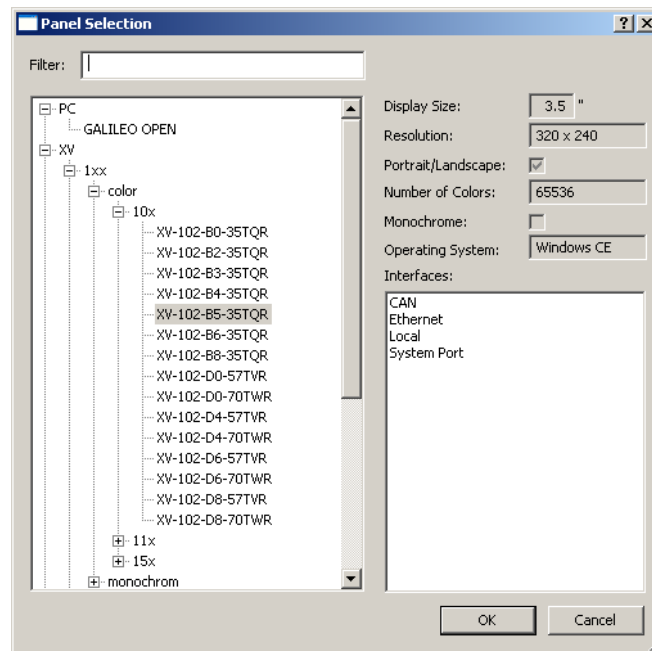 Panel Selection
Filter:
PC
GALILEO OPEN
XV
1xx
color
10x
XV-102-B0-35TQR
XV-102-B2-35TQR
XV-102-B3-35TQR
XV-102-B4-35TQR
XV-102-B5-35TQR
XV-102-B6-35TQR
XV-102-B8-35TQR
XV-102-D0-57TVR
XV-102-D0-70TWR
XV-102-D4-57TVR
XV-102-D4-70TWR
XV-102-D6-57TVR
XV-102-D6-70TWR
XV-102-D8-57TVR
XV-102-D8-70TWR
11x
15x
monochrom
Display Size: 3.5 "
Resolution: 320 x 240
Portrait/Landscape:
Number of Colors: 65536
Monochrome:
Operating System: Windows CE
Interfaces:
CAN
Ethernet
Local
System Port
OK Cancel